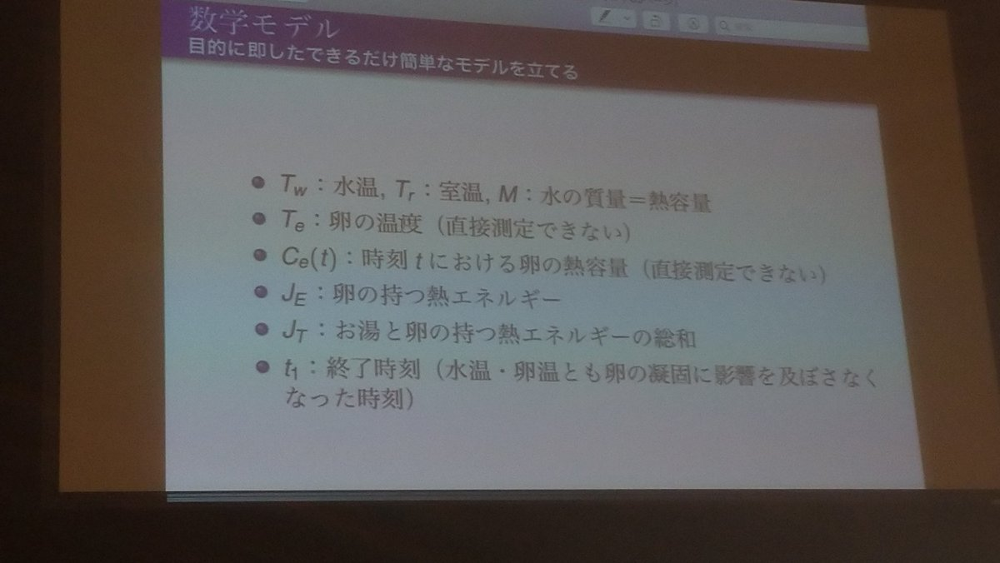 数学モデル
目的に即したできるだけ簡単なモデルを立てる
T_w：水温, T_r：室温, M：水の質量＝熱容量
T_e：卵の温度（直接測定できない）
C_e(t)：時刻 t における卵の熱容量（直接測定できない）
J_E：卵の持つ熱エネルギー
J_T：お湯と卵の持つ熱エネルギーの総和
t_1：終了時刻（水温・卵温とも卵の凝固に影響を及ぼさなく
なった時刻）